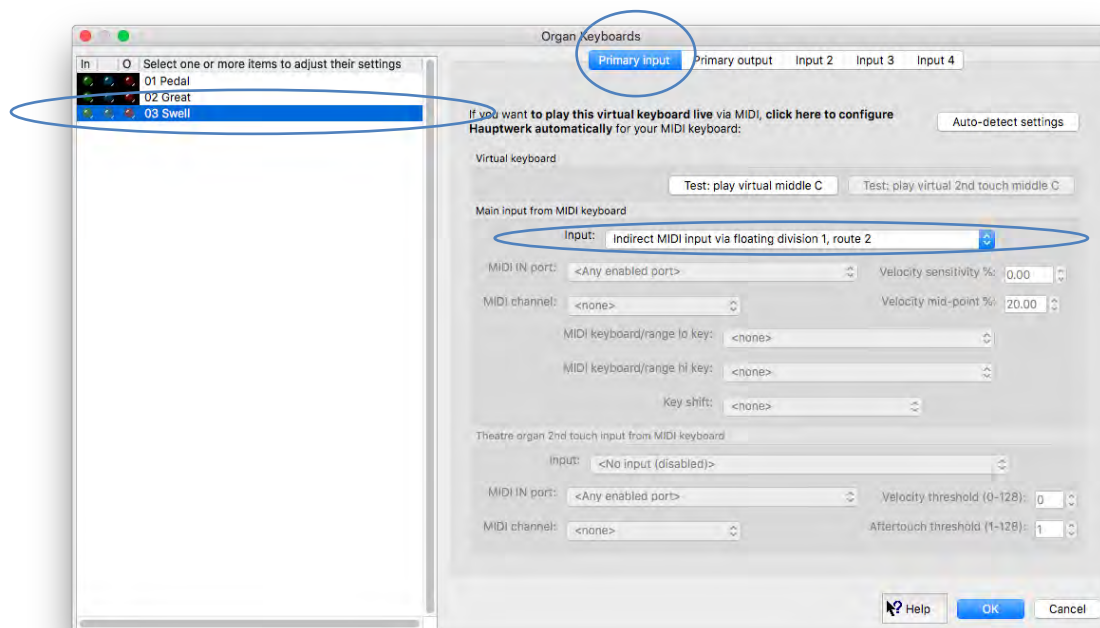 Organ Keyboards
In O Select one or more items to adjust their settings
01 Pedal
02 Great
03 Swell
Primary input Primary output Input 2 Input 3 Input 4
If you want to play this virtual keyboard live via MIDI, click here to configure
Hauptwerk automatically for your MIDI keyboard:
Auto-detect settings
Virtual keyboard
Test: play virtual middle C Test: play virtual 2nd touch middle C
Main input from MIDI keyboard
Input: Indirect MIDI input via floating division 1, route 2
MIDI IN port: <Any enabled port> Velocity sensitivity %: 0.00
MIDI channel: <none> Velocity mid-point %: 20.00
MIDI keyboard/range lo key: <none>
MIDI keyboard/range hi key: <none>
Key shift: <none>
Theatre organ 2nd touch input from MIDI keyboard
Input: <No input (disabled)>
MIDI IN port: <Any enabled port> Velocity threshold (0-128): 0
MIDI channel: <none> Aftertouch threshold (1-128): 1
Help OK Cancel